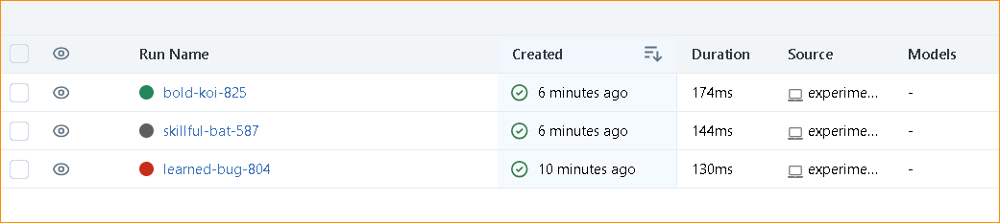 Run Name Created Duration Source Models
bold-koi-825 6 minutes ago 174ms experime... -
skillful-bat-587 6 minutes ago 144ms experime... -
learned-bug-804 10 minutes ago 130ms experime... -